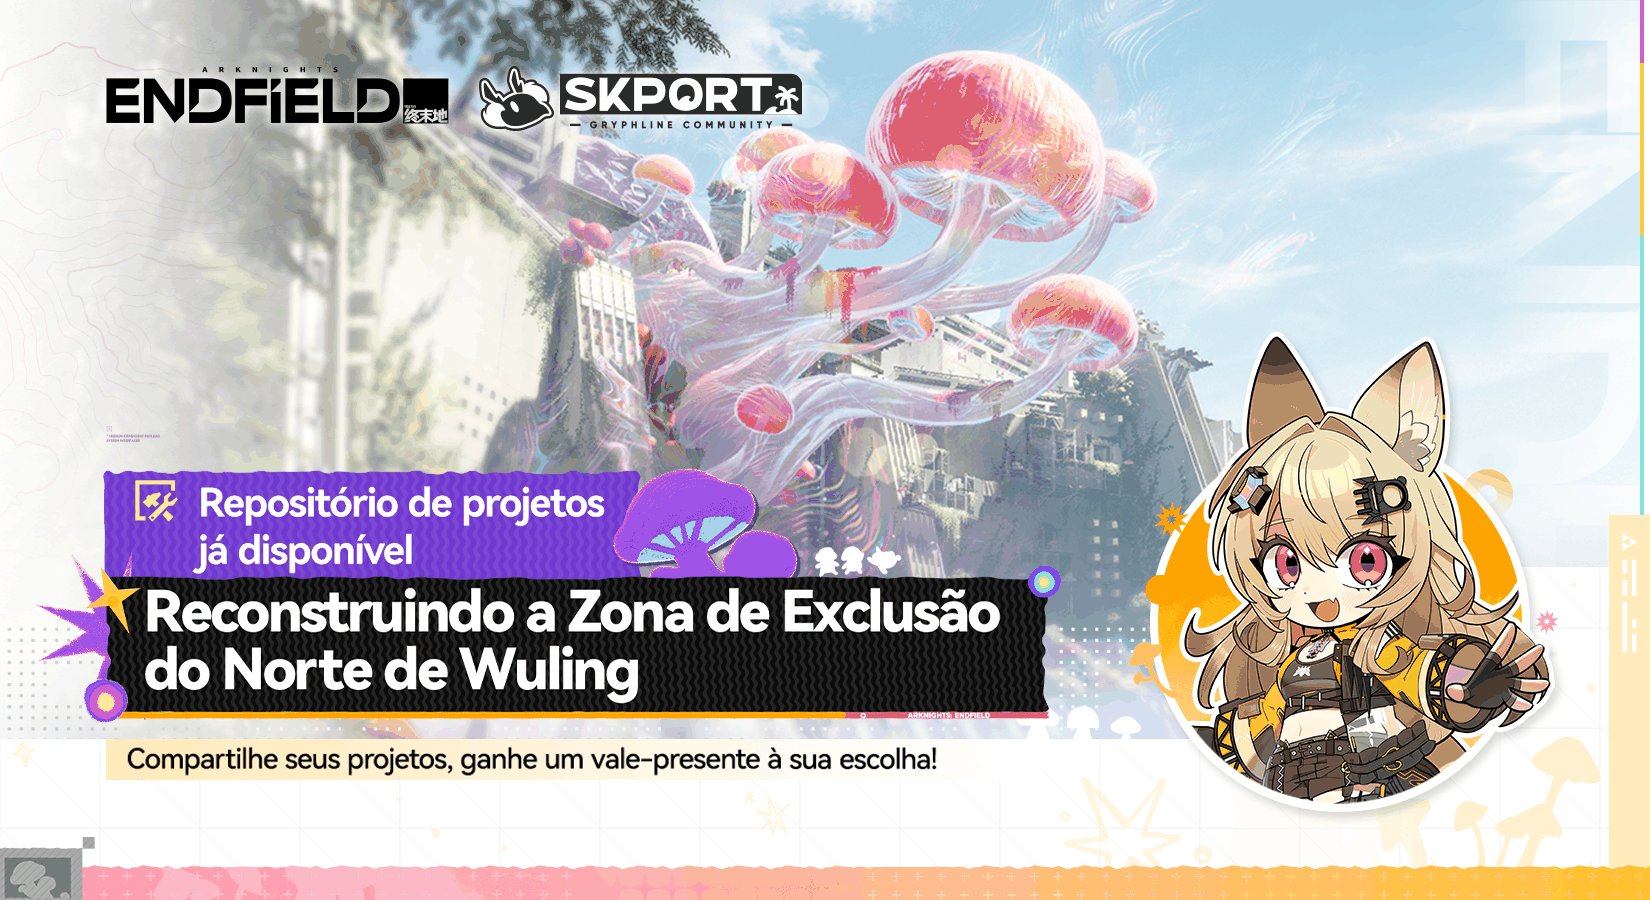 ARKNIGHTS
ENDFIELD
终末地
SKPORT
GRYPHLINE COMMUNITY
Repositório de projetos
já disponível
Reconstruindo a Zona de Exclusão
do Norte de Wuling
ARKNIGHTS: ENDFIELD
Compartilhe seus projetos, ganhe um vale-presente à sua escolha!